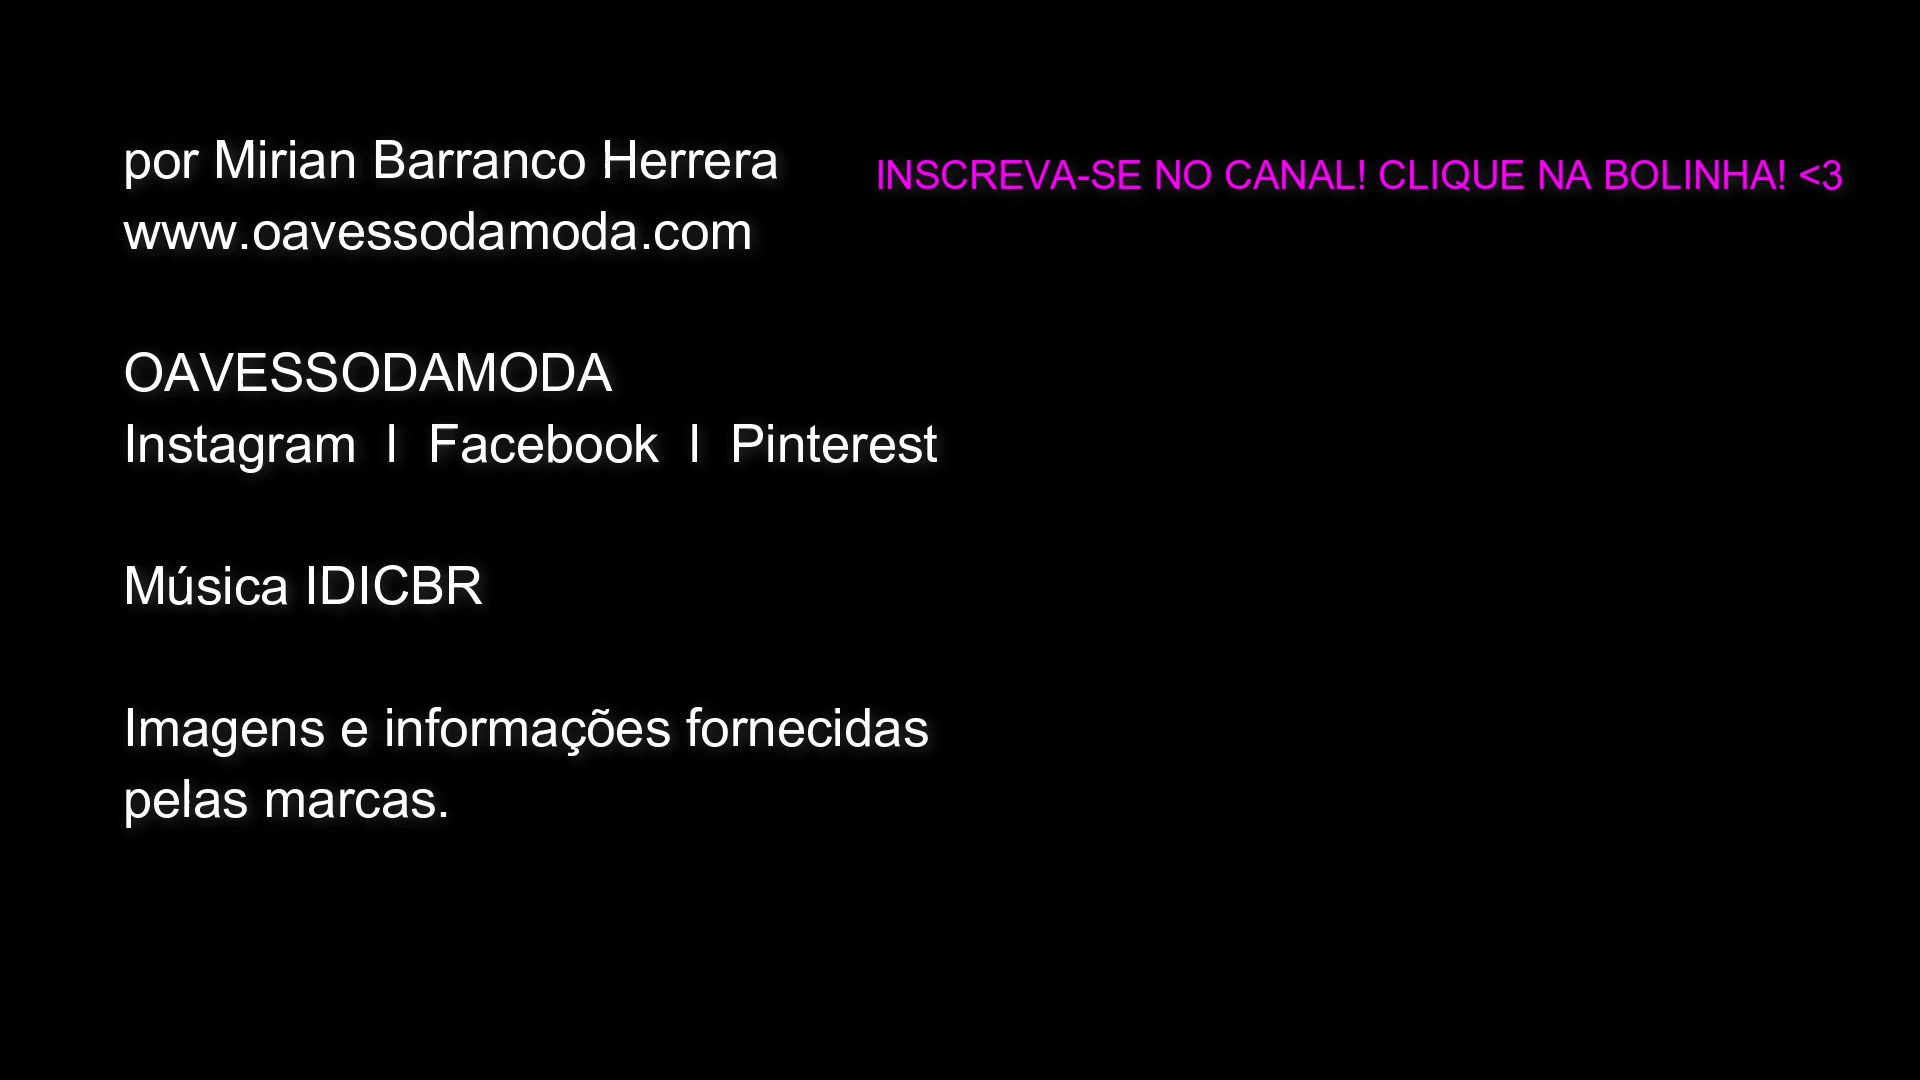 por Mirian Barranco Herrera
INSCREVA-SE NO CANAL! CLIQUE NA BOLINHA! <3
www.oavessodamoda.com
OAVESSODAMODA
Instagram l Facebook l Pinterest
Música IDICBR
Imagens e informações fornecidas
pelas marcas.